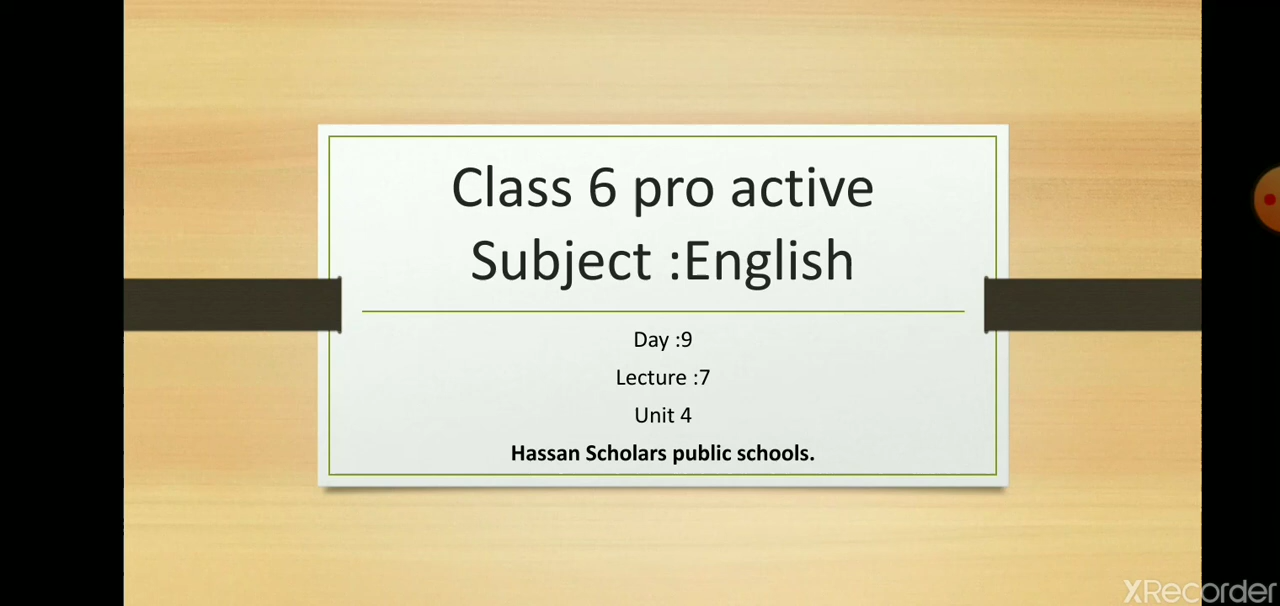 Class 6 pro active
Subject :English
Day :9
Lecture :7
Unit 4
Hassan Scholars public schools.
XRecorder